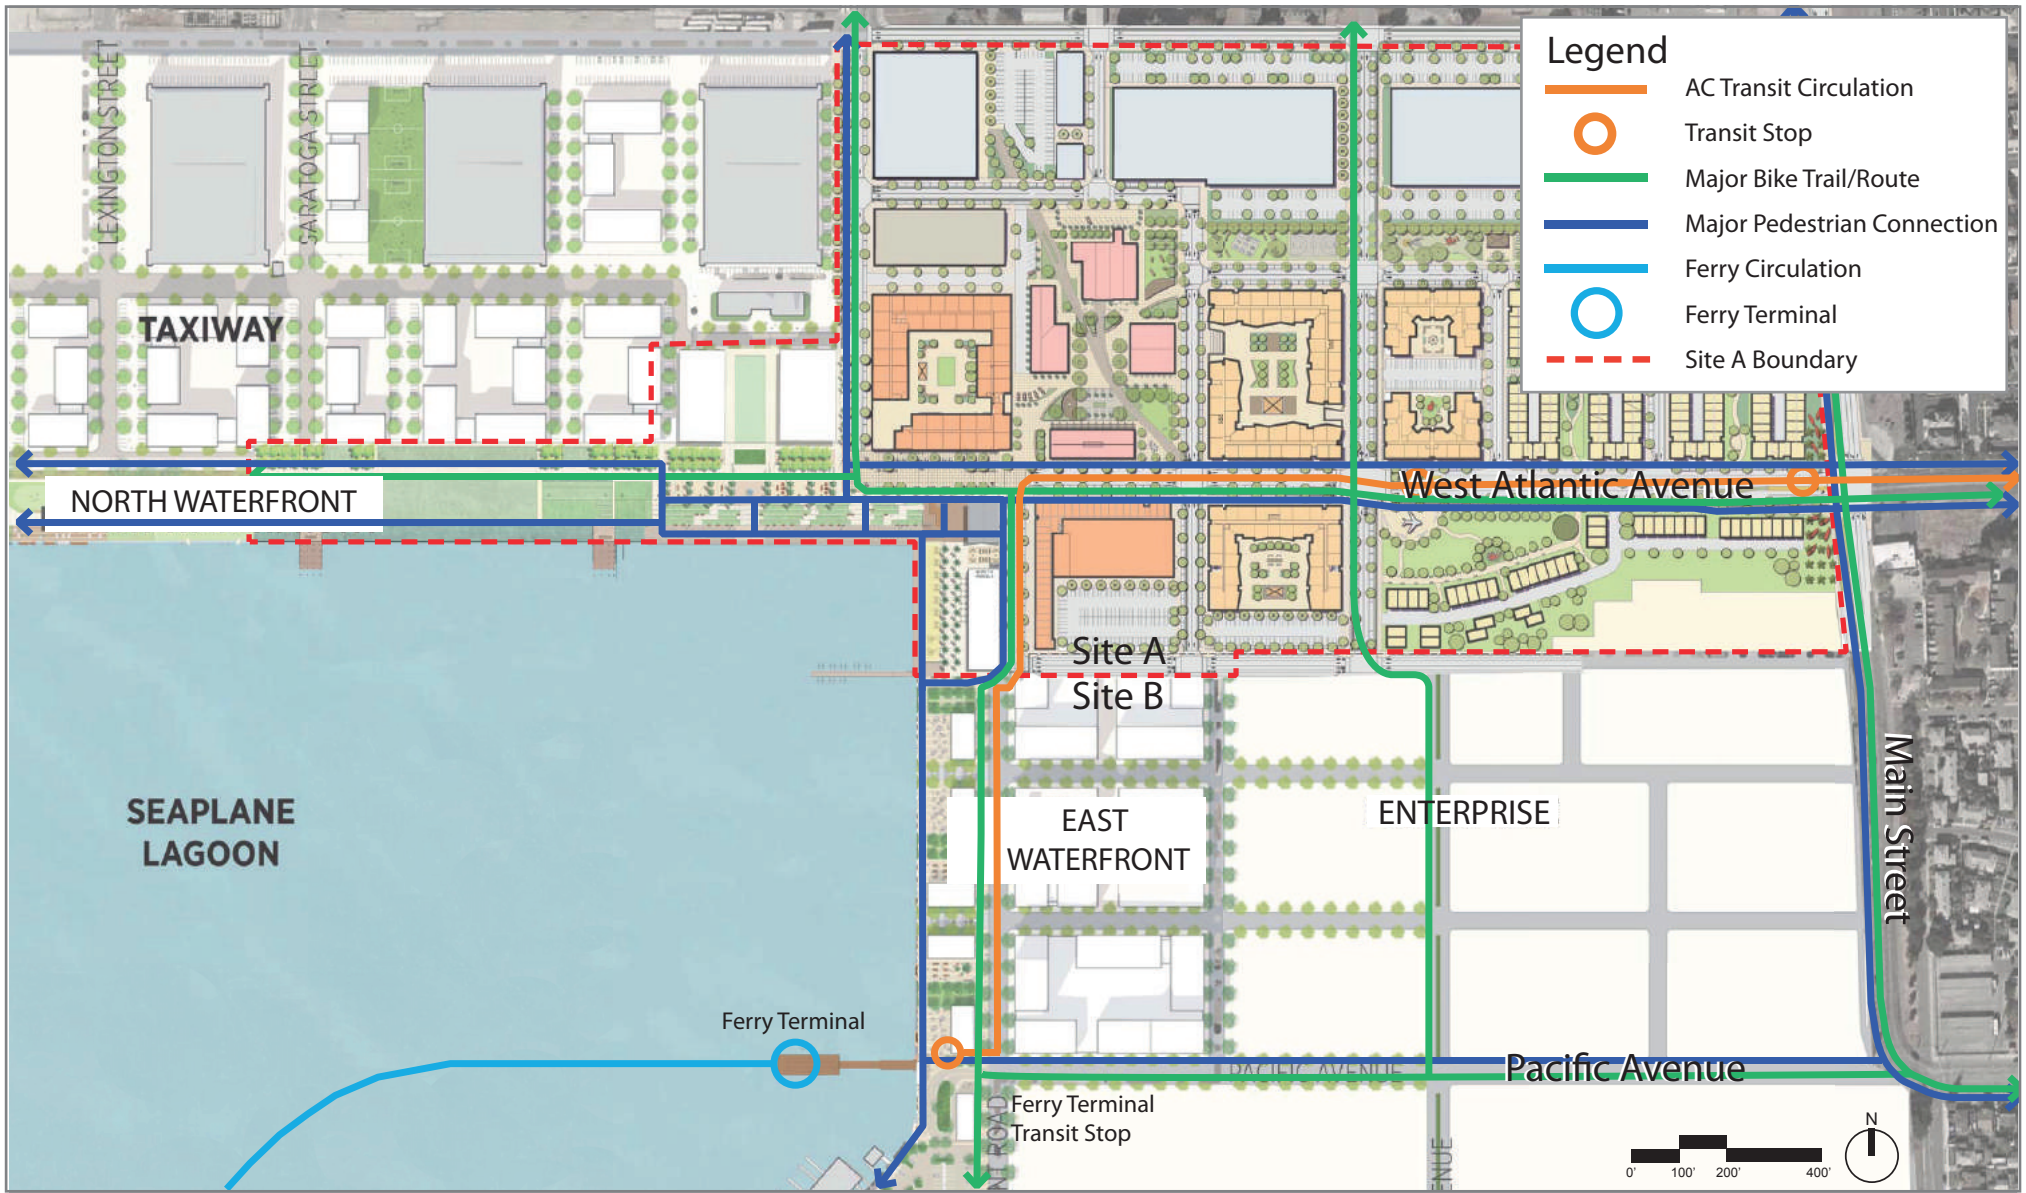 Legend
AC Transit Circulation
Transit Stop
Major Bike Trail/Route
Major Pedestrian Connection
Ferry Circulation
Ferry Terminal
Site A Boundary
LEXINGTON STREET
SARATOGA STREET
TAXIWAY
NORTH WATERFRONT
West Atlantic Avenue
Site A
Site B
SEAPLANE
LAGOON
EAST
WATERFRONT
ENTERPRISE
Main Street
Ferry Terminal
PACIFIC AVENUE
Pacific Avenue
Ferry Terminal
Transit Stop
ROAD
N
0'
100'
200'
400'